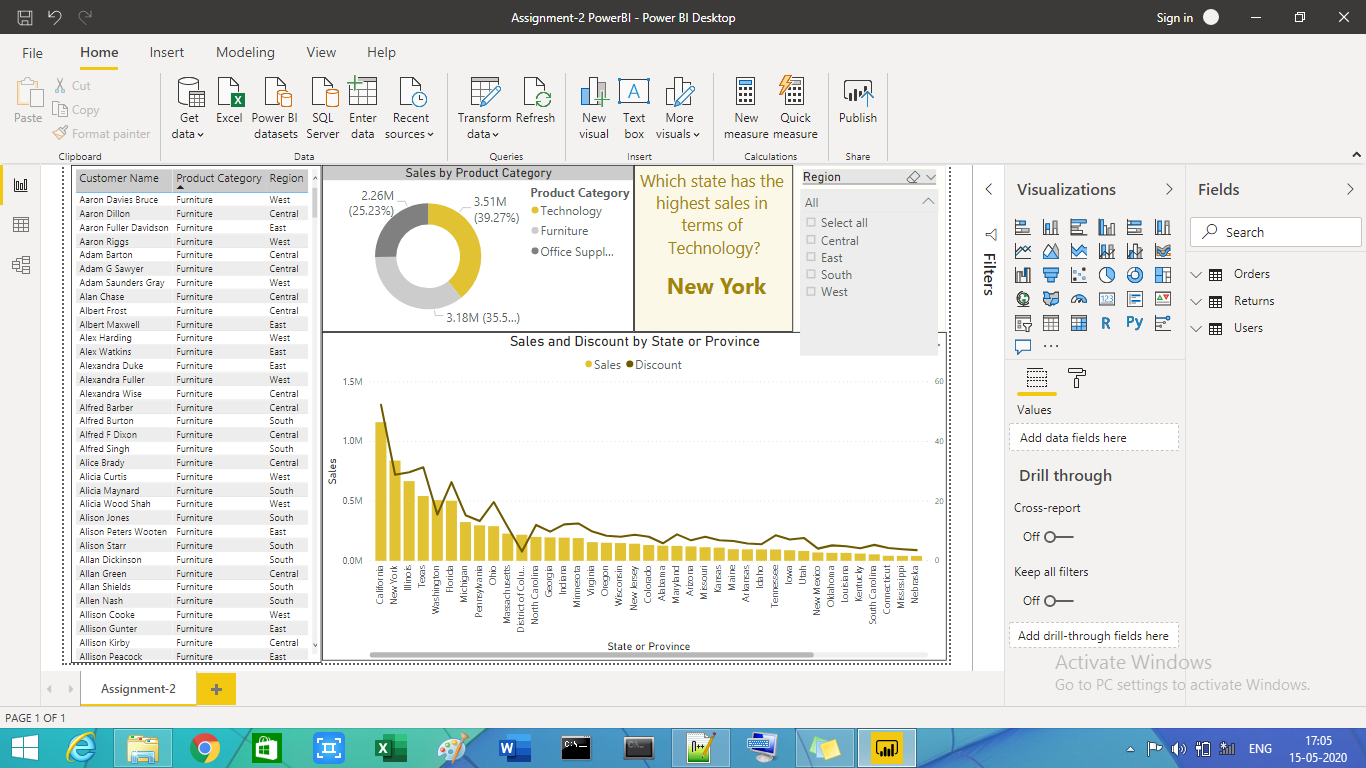 Assignment-2 PowerBI - Power BI Desktop
Sign in
File Home Insert Modeling View Help
Paste
Cut
Copy
Format painter
Clipboard
Get data
Excel
Power BI datasets
SQL Server
Enter data
Recent sources
Data
Transform data
Refresh
Queries
New visual
Text box
More visuals
Insert
New measure
Quick measure
Calculations
Publish
Share
Customer Name Product Category Region
Aaron Davies Bruce Furniture West
Aaron Dillon Furniture Central
Aaron Fuller Davidson Furniture East
Aaron Riggs Furniture West
Adam Barton Furniture Central
Adam G Sawyer Furniture Central
Adam Saunders Gray Furniture West
Alan Chase Furniture Central
Albert Frost Furniture Central
Albert Maxwell Furniture East
Alex Harding Furniture West
Alex Watkins Furniture East
Alexandra Duke Furniture East
Alexandra Fuller Furniture West
Alexandra Wise Furniture Central
Alfred Barber Furniture Central
Alfred Burton Furniture South
Alfred F Dixon Furniture Central
Alfred Singh Furniture South
Alice Brady Furniture Central
Alicia Curtis Furniture West
Alicia Maynard Furniture South
Alicia Wood Shah Furniture West
Alison Jones Furniture South
Alison Peters Wooten Furniture East
Allan Starr Furniture South
Allan Dickinson Furniture South
Allan Green Furniture Central
Allan Shields Furniture South
Allen Nash Furniture South
Allison Cooke Furniture West
Allison Gunter Furniture East
Allison Kirby Furniture Central
Allison Peacock Furniture East
Sales by Product Category
2.26M
(25.23%)
3.51M
(39.27%)
3.18M (35.5...)
Product Category
Technology
Furniture
Office Suppl...
Which state has the
highest sales in
terms of
Technology?
New York
Region
All
Select all
Central
East
South
West
Sales and Discount by State or Province
Sales Discount
1.5M
1.0M
0.5M
0.0M
Sales
60
40
20
0
California
New York
Illinois
Texas
Washington
Florida
Michigan
Pennsylvania
Ohio
Massachusetts
District of Colu...
North Carolina
Georgia
Indiana
Minnesota
Virginia
Oregon
Wisconsin
New Jersey
Colorado
Alabama
Maryland
Arizona
Missouri
Kansas
Maine
Arkansas
Idaho
Tennessee
Iowa
Utah
New Mexico
Oklahoma
Louisiana
Kentucky
South Carolina
Connecticut
Mississippi
Nebraska
State or Province
Filters
Visualizations
123
R
Py
Values
Add data fields here
Drill through
Cross-report
Off
Keep all filters
Off
Add drill-through fields here
Fields
Search
Orders
Returns
Users
Activate Windows
Go to PC settings to activate Windows.
Assignment-2
PAGE 1 OF 1
ENG
17:05
15-05-2020